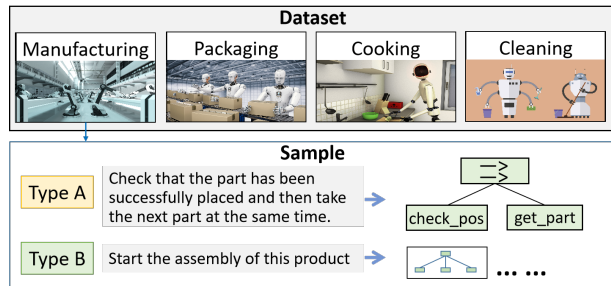 Dataset
Manufacturing
Packaging
Cooking
Cleaning
Sample
Type A
Check that the part has been
successfully placed and then take
the next part at the same time.
check_pos
get_part
Type B
Start the assembly of this product
... ...